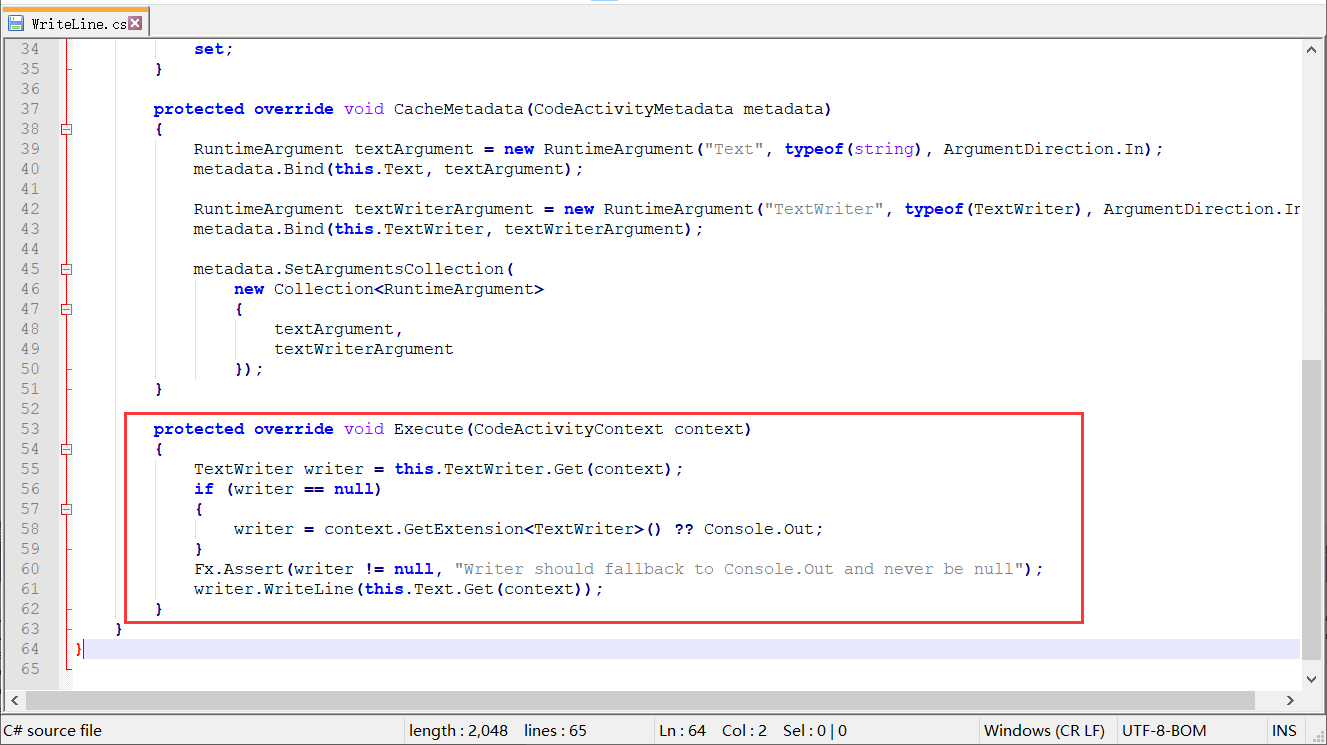 WriteLine.cs
34 set;
35 }
36
37 protected override void CacheMetadata(CodeActivityMetadata metadata)
38 {
39 RuntimeArgument textArgument = new RuntimeArgument("Text", typeof(string), ArgumentDirection.In);
40 metadata.Bind(this.Text, textArgument);
41
42 RuntimeArgument textWriterArgument = new RuntimeArgument("TextWriter", typeof(TextWriter), ArgumentDirection.In
43 metadata.Bind(this.TextWriter, textWriterArgument);
44
45 metadata.SetArgumentsCollection(
46 new Collection<RuntimeArgument>
47 {
48 textArgument,
49 textWriterArgument
50 });
51 }
52
53 protected override void Execute(CodeActivityContext context)
54 {
55 TextWriter writer = this.TextWriter.Get(context);
56 if (writer == null)
57 {
58 writer = context.GetExtension<TextWriter>() ?? Console.Out;
59 }
60 Fx.Assert(writer != null, "Writer should fallback to Console.Out and never be null");
61 writer.WriteLine(this.Text.Get(context));
62 }
63 }
64 }
65
C# source file length : 2,048 lines : 65 Ln : 64 Col : 2 Sel : 0 | 0 Windows (CR LF) UTF-8-BOM INS